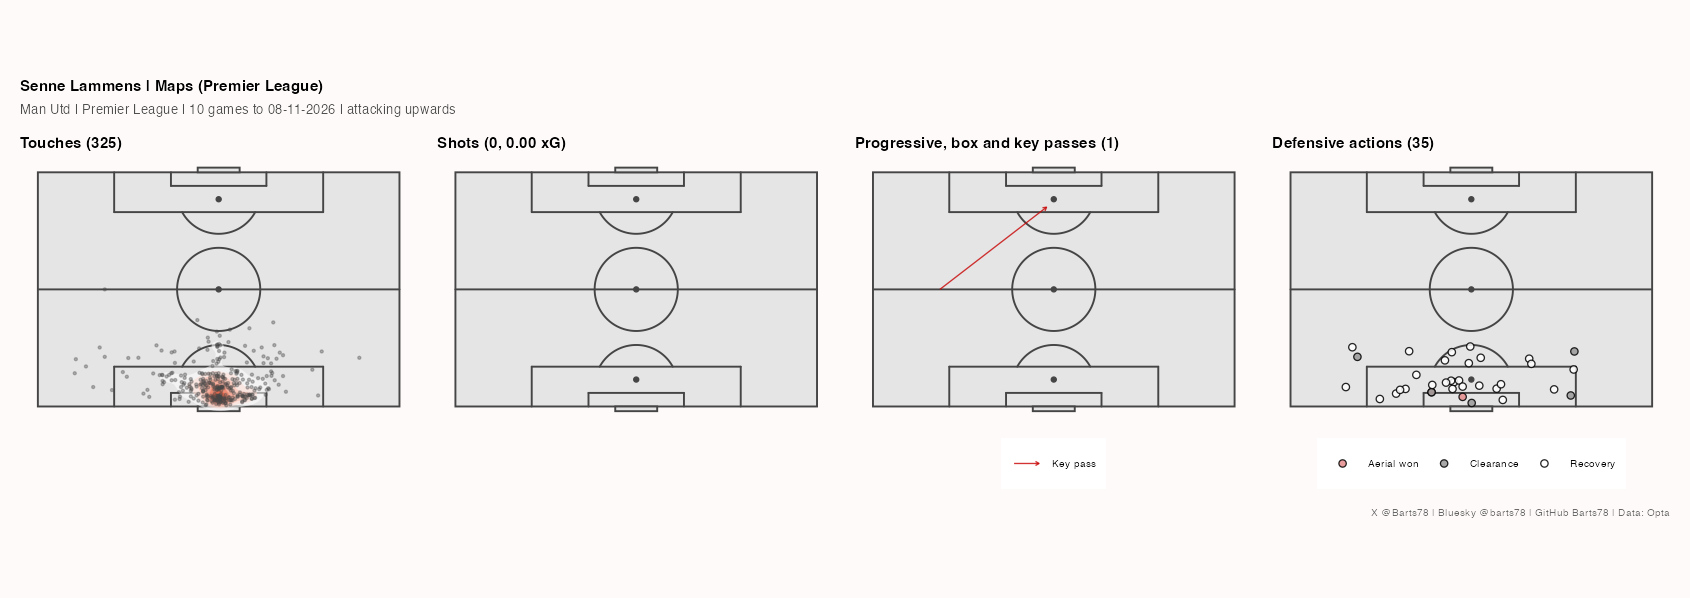 Senne Lammens | Maps (Premier League)
Man Utd | Premier League | 10 games to 08-11-2026 | attacking upwards
Touches (325)
Shots (0, 0.00 xG)
Progressive, box and key passes (1)
Defensive actions (35)
Key pass
Aerial won
Clearance
Recovery
X @Barts78 | Bluesky @barts78 | GitHub Barts78 | Data: Opta